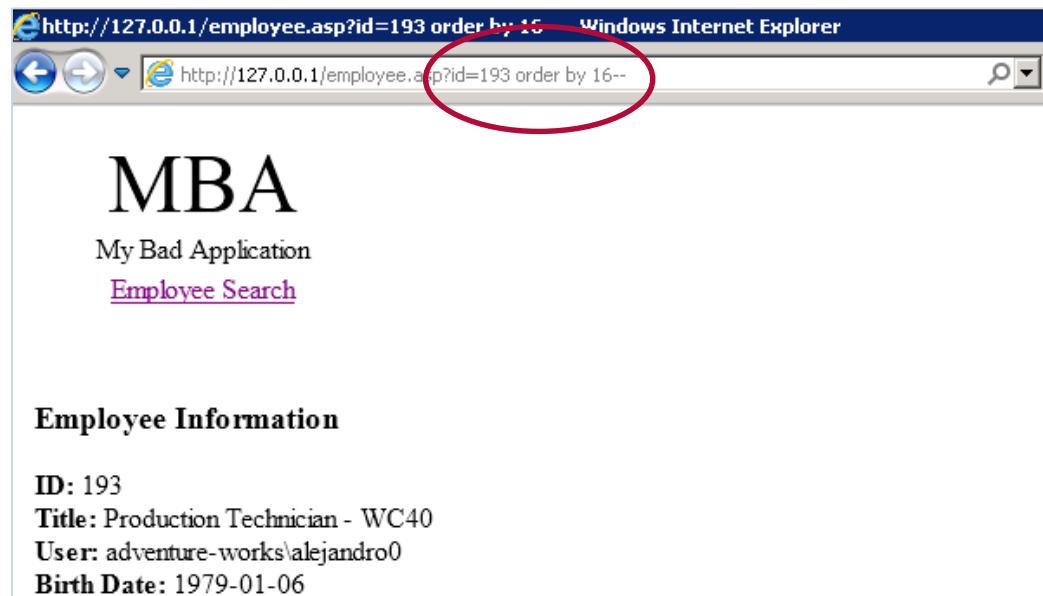 http://127.0.0.1/employee.asp?id=193 order by 16-- Windows Internet Explorer
http://127.0.0.1/employee.asp?id=193 order by 16--
MBA
My Bad Application
Employee Search
Employee Information
ID: 193
Title: Production Technician - WC40
User: adventure-works\alejandro0
Birth Date: 1979-01-06